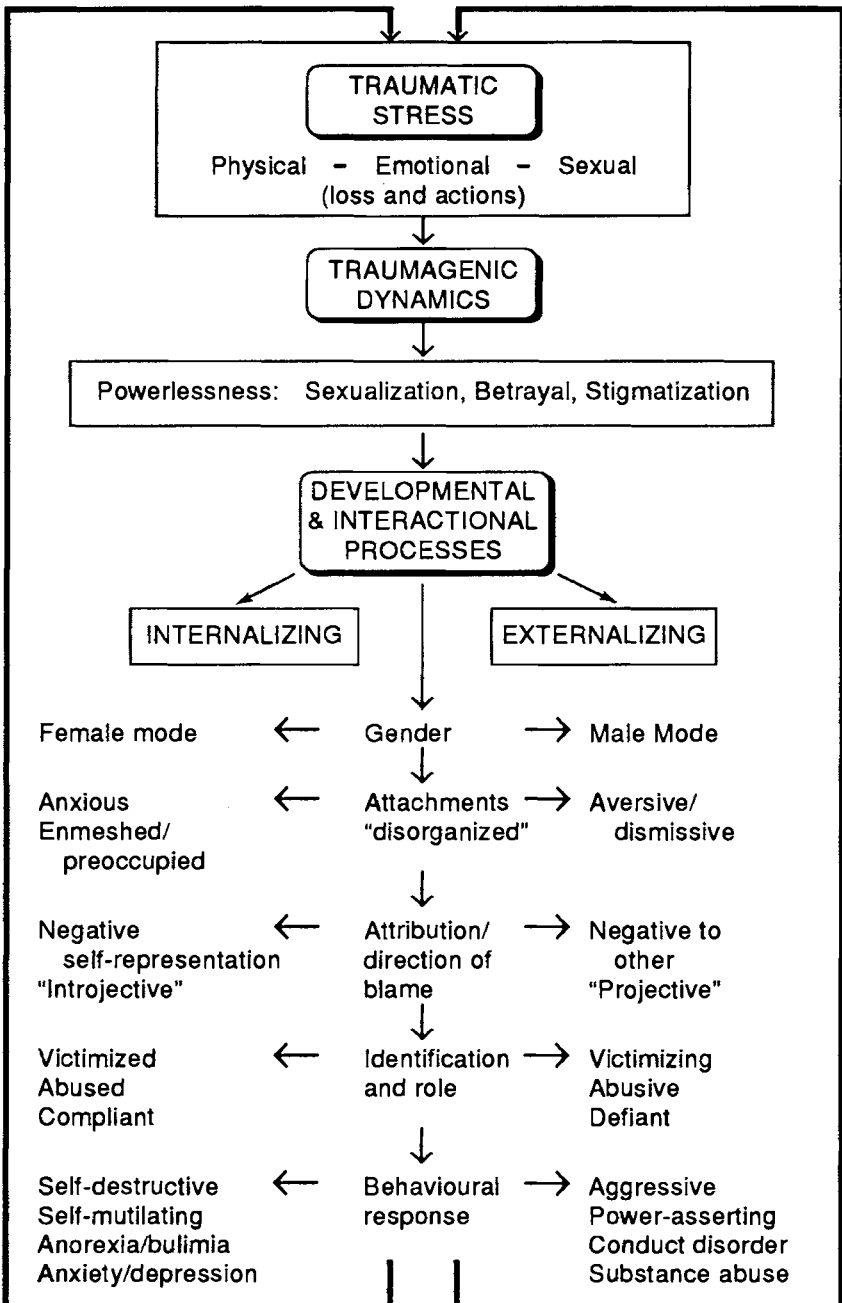 TRAUMATIC
STRESS
Physical – Emotional – Sexual
(loss and actions)
TRAUMAGENIC
DYNAMICS
Powerlessness: Sexualization, Betrayal, Stigmatization
DEVELOPMENTAL
& INTERACTIONAL
PROCESSES
INTERNALIZING
EXTERNALIZING
Female mode
Gender
Male Mode
Anxious
Enmeshed/
preoccupied
Attachments
“disorganized”
Aversive/
dismissive
Negative
self-representation
“Introjective”
Attribution/
direction of
blame
Negative to
other
“Projective”
Victimized
Abused
Compliant
Identification
and role
Victimizing
Abusive
Defiant
Self-destructive
Self-mutilating
Anorexia/bulimia
Anxiety/depression
Behavioural
response
Aggressive
Power-asserting
Conduct disorder
Substance abuse